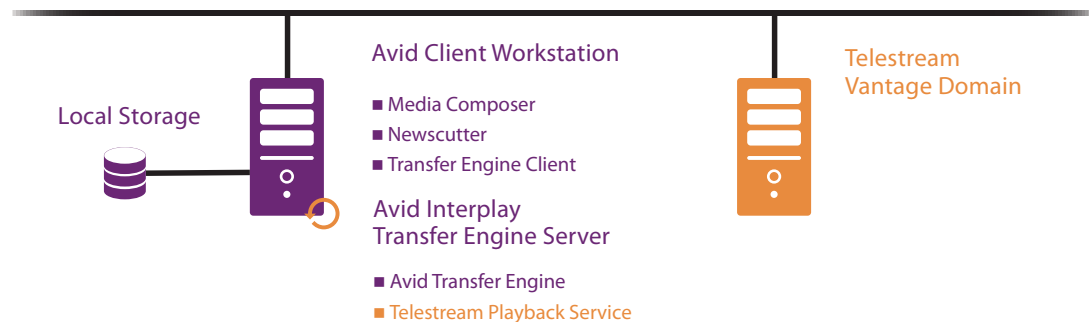 Local Storage
Avid Client Workstation
■ Media Composer
■ Newscutter
■ Transfer Engine Client
Avid Interplay
Transfer Engine Server
■ Avid Transfer Engine
■ Telestream Playback Service
Telestream
Vantage Domain